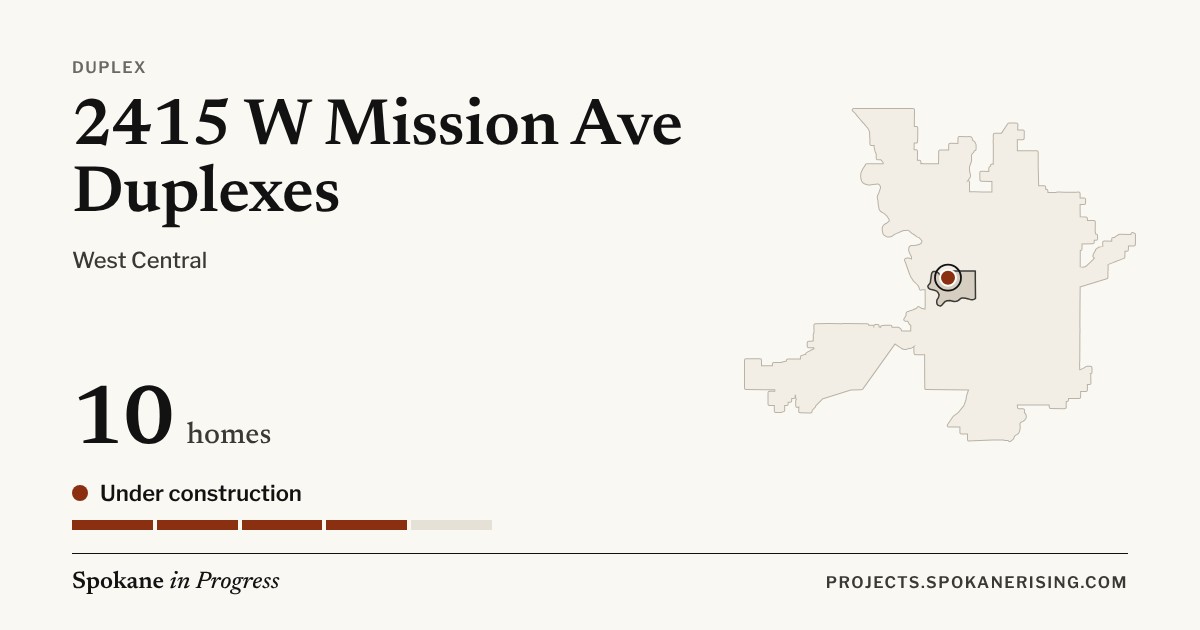 DUPLEX
2415 W Mission Ave
Duplexes
West Central
10 homes
Under construction
Spokane in Progress
PROJECTS.SPOKANERISING.COM